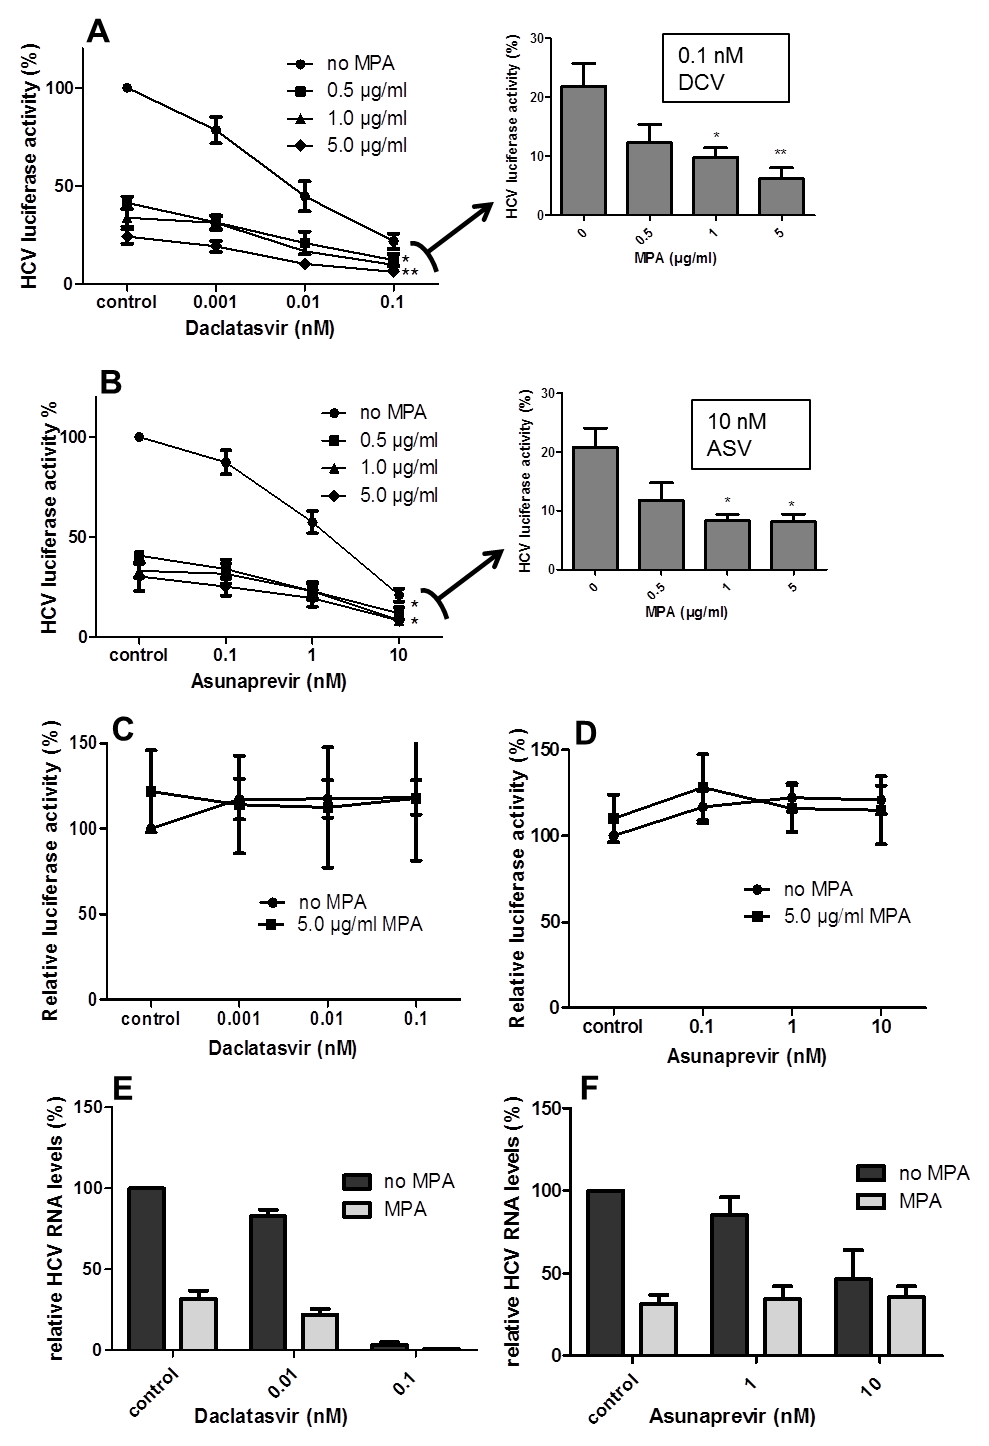 A
HCV luciferase activity (%)
100
50
0
no MPA
0.5 µg/ml
1.0 µg/ml
5.0 µg/ml
*
**
control 0.001 0.01 0.1
Daclatasvir (nM)
HCV luciferase activity (%)
30
20
10
0
0.1 nM
DCV
*
**
0 0.5 1 5
MPA (µg/ml)
B
HCV luciferase activity %
100
50
0
no MPA
0.5 µg/ml
1.0 µg/ml
5.0 µg/ml
*
*
control 0.1 1 10
Asunaprevir (nM)
HCV luciferase activity (%)
30
20
10
0
10 nM
ASV
*
*
0 0.5 1 5
MPA (µg/ml)
C
Relative luciferase activity (%)
150
100
50
0
no MPA
5.0 µg/ml MPA
control 0.001 0.01 0.1
Daclatasvir (nM)
D
Relative luciferase activity (%)
150
100
50
0
no MPA
5.0 µg/ml MPA
control 0.1 1 10
Asunaprevir (nM)
E
relative HCV RNA levels (%)
150
100
50
0
no MPA
MPA
control 0.01 0.1
Daclatasvir (nM)
F
relative HCV RNA levels (%)
150
100
50
0
no MPA
MPA
control 1 10
Asunaprevir (nM)